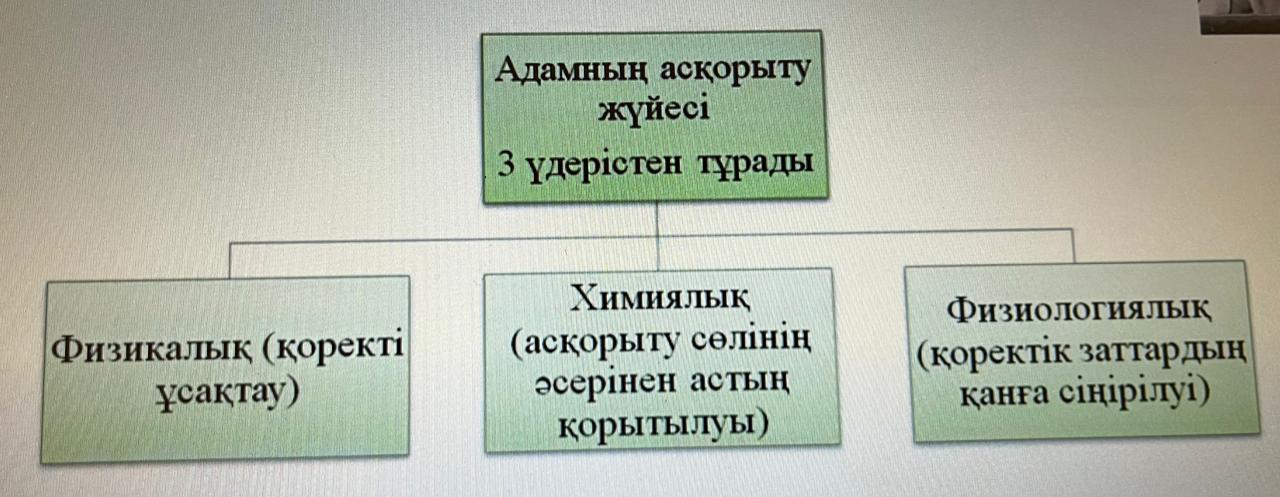 Адамның асқорыту
жүйесі
3 үдерістен тұрады
Физикалық (қоректі
ұсақтау)
Химиялық
(асқорыту сөлінің
әсерінен астың
қорытылуы)
Физиологиялық
(қоректік заттардың
қанға сіңірілуі)